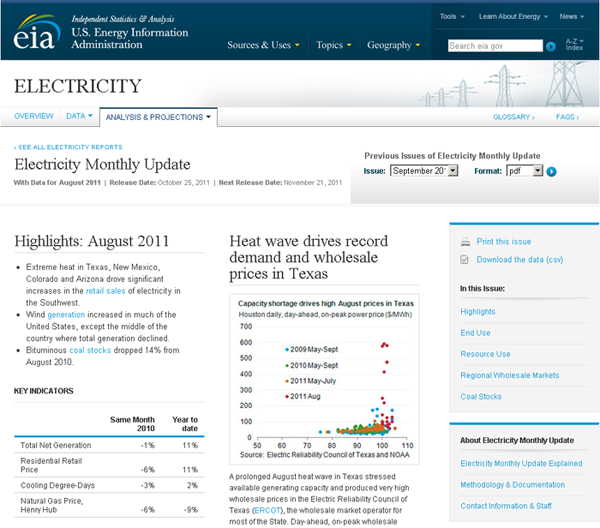 eia
Independent Statistics & Analysis
U.S. Energy Information
Administration
Sources & Uses
Topics
Geography
Tools
Learn About Energy
News
Search eia.gov
A-Z
Index
ELECTRICITY
OVERVIEW
DATA
ANALYSIS & PROJECTIONS
GLOSSARY ›
FAQS ›
‹ SEE ALL ELECTRICITY REPORTS
Electricity Monthly Update
With Data for August 2011 | Release Date: October 25, 2011 | Next Release Date: November 21, 2011
Previous Issues of Electricity Monthly Update
Issue: September 201 Format: pdf
Highlights: August 2011
• Extreme heat in Texas, New Mexico,
Colorado and Arizona drove significant
increases in the retail sales of electricity in
the Southwest.
• Wind generation increased in much of the
United States, except the middle of the
country where total generation declined.
• Bituminous coal stocks dropped 14% from
August 2010.
KEY INDICATORS
Same Month
2010
Year to
date
Total Net Generation -1% 11%
Residential Retail
Price -6% 11%
Cooling Degree-Days -3% 2%
Natural Gas Price,
Henry Hub -6% -9%
Heat wave drives record
demand and wholesale
prices in Texas
Capacity shortage drives high August prices in Texas
Houston daily, day-ahead, on-peak power price ($/MWh)
700
600
500
400
300
200
100
0
2009 May-Sept
2010 May-Sept
2011 May-July
2011 Aug
50 60 70 80 90 100 110
Source: Electric Reliability Council of Texas and NOAA
A prolonged August heat wave in Texas stressed
available generating capacity and produced very high
wholesale prices in the Electric Reliability Council of
Texas (ERCOT), the wholesale market operator for
most of the State. Day-ahead, on-peak wholesale
Print this issue
Download the data (csv)
In this Issue:
Highlights
End Use
Resource Use
Regional Wholesale Markets
Coal Stocks
About Electricity Monthly Update
Electricity Monthly Update Explained
Methodology & Documentation
Contact Information & Staff